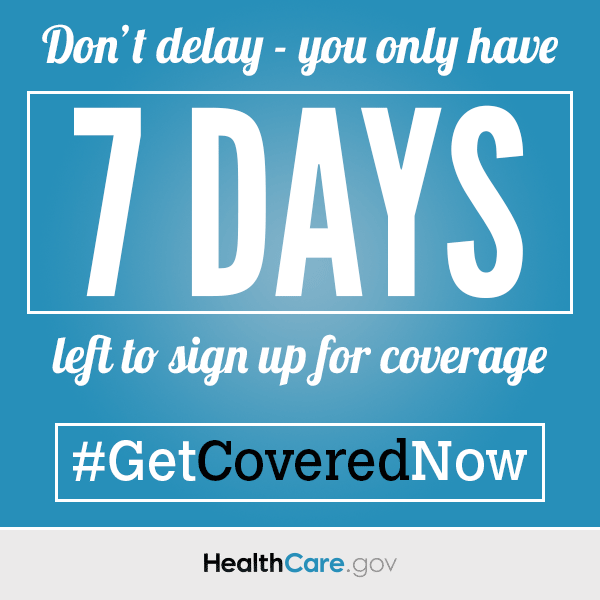 Don't delay - you only have
7 DAYS
left to sign up for coverage
#GetCoveredNow
HealthCare.gov